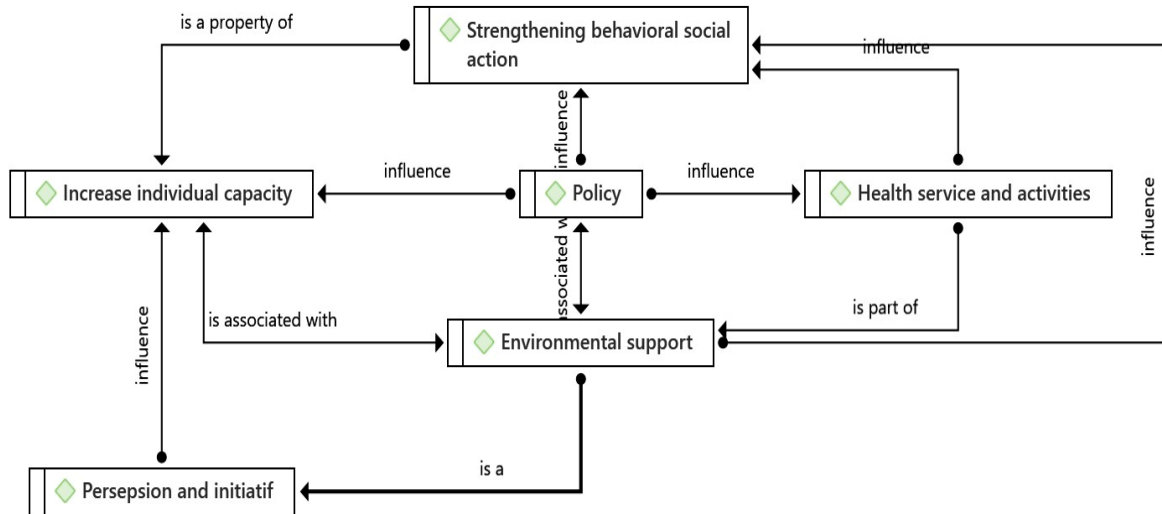 is a property of
Strengthening behavioral social
action
influence
influence
Increase individual capacity
influence
Policy
influence
Health service and activities
influence
associated
is associated with
Environmental support
is part of
influence
is a
Persepsion and initiatif